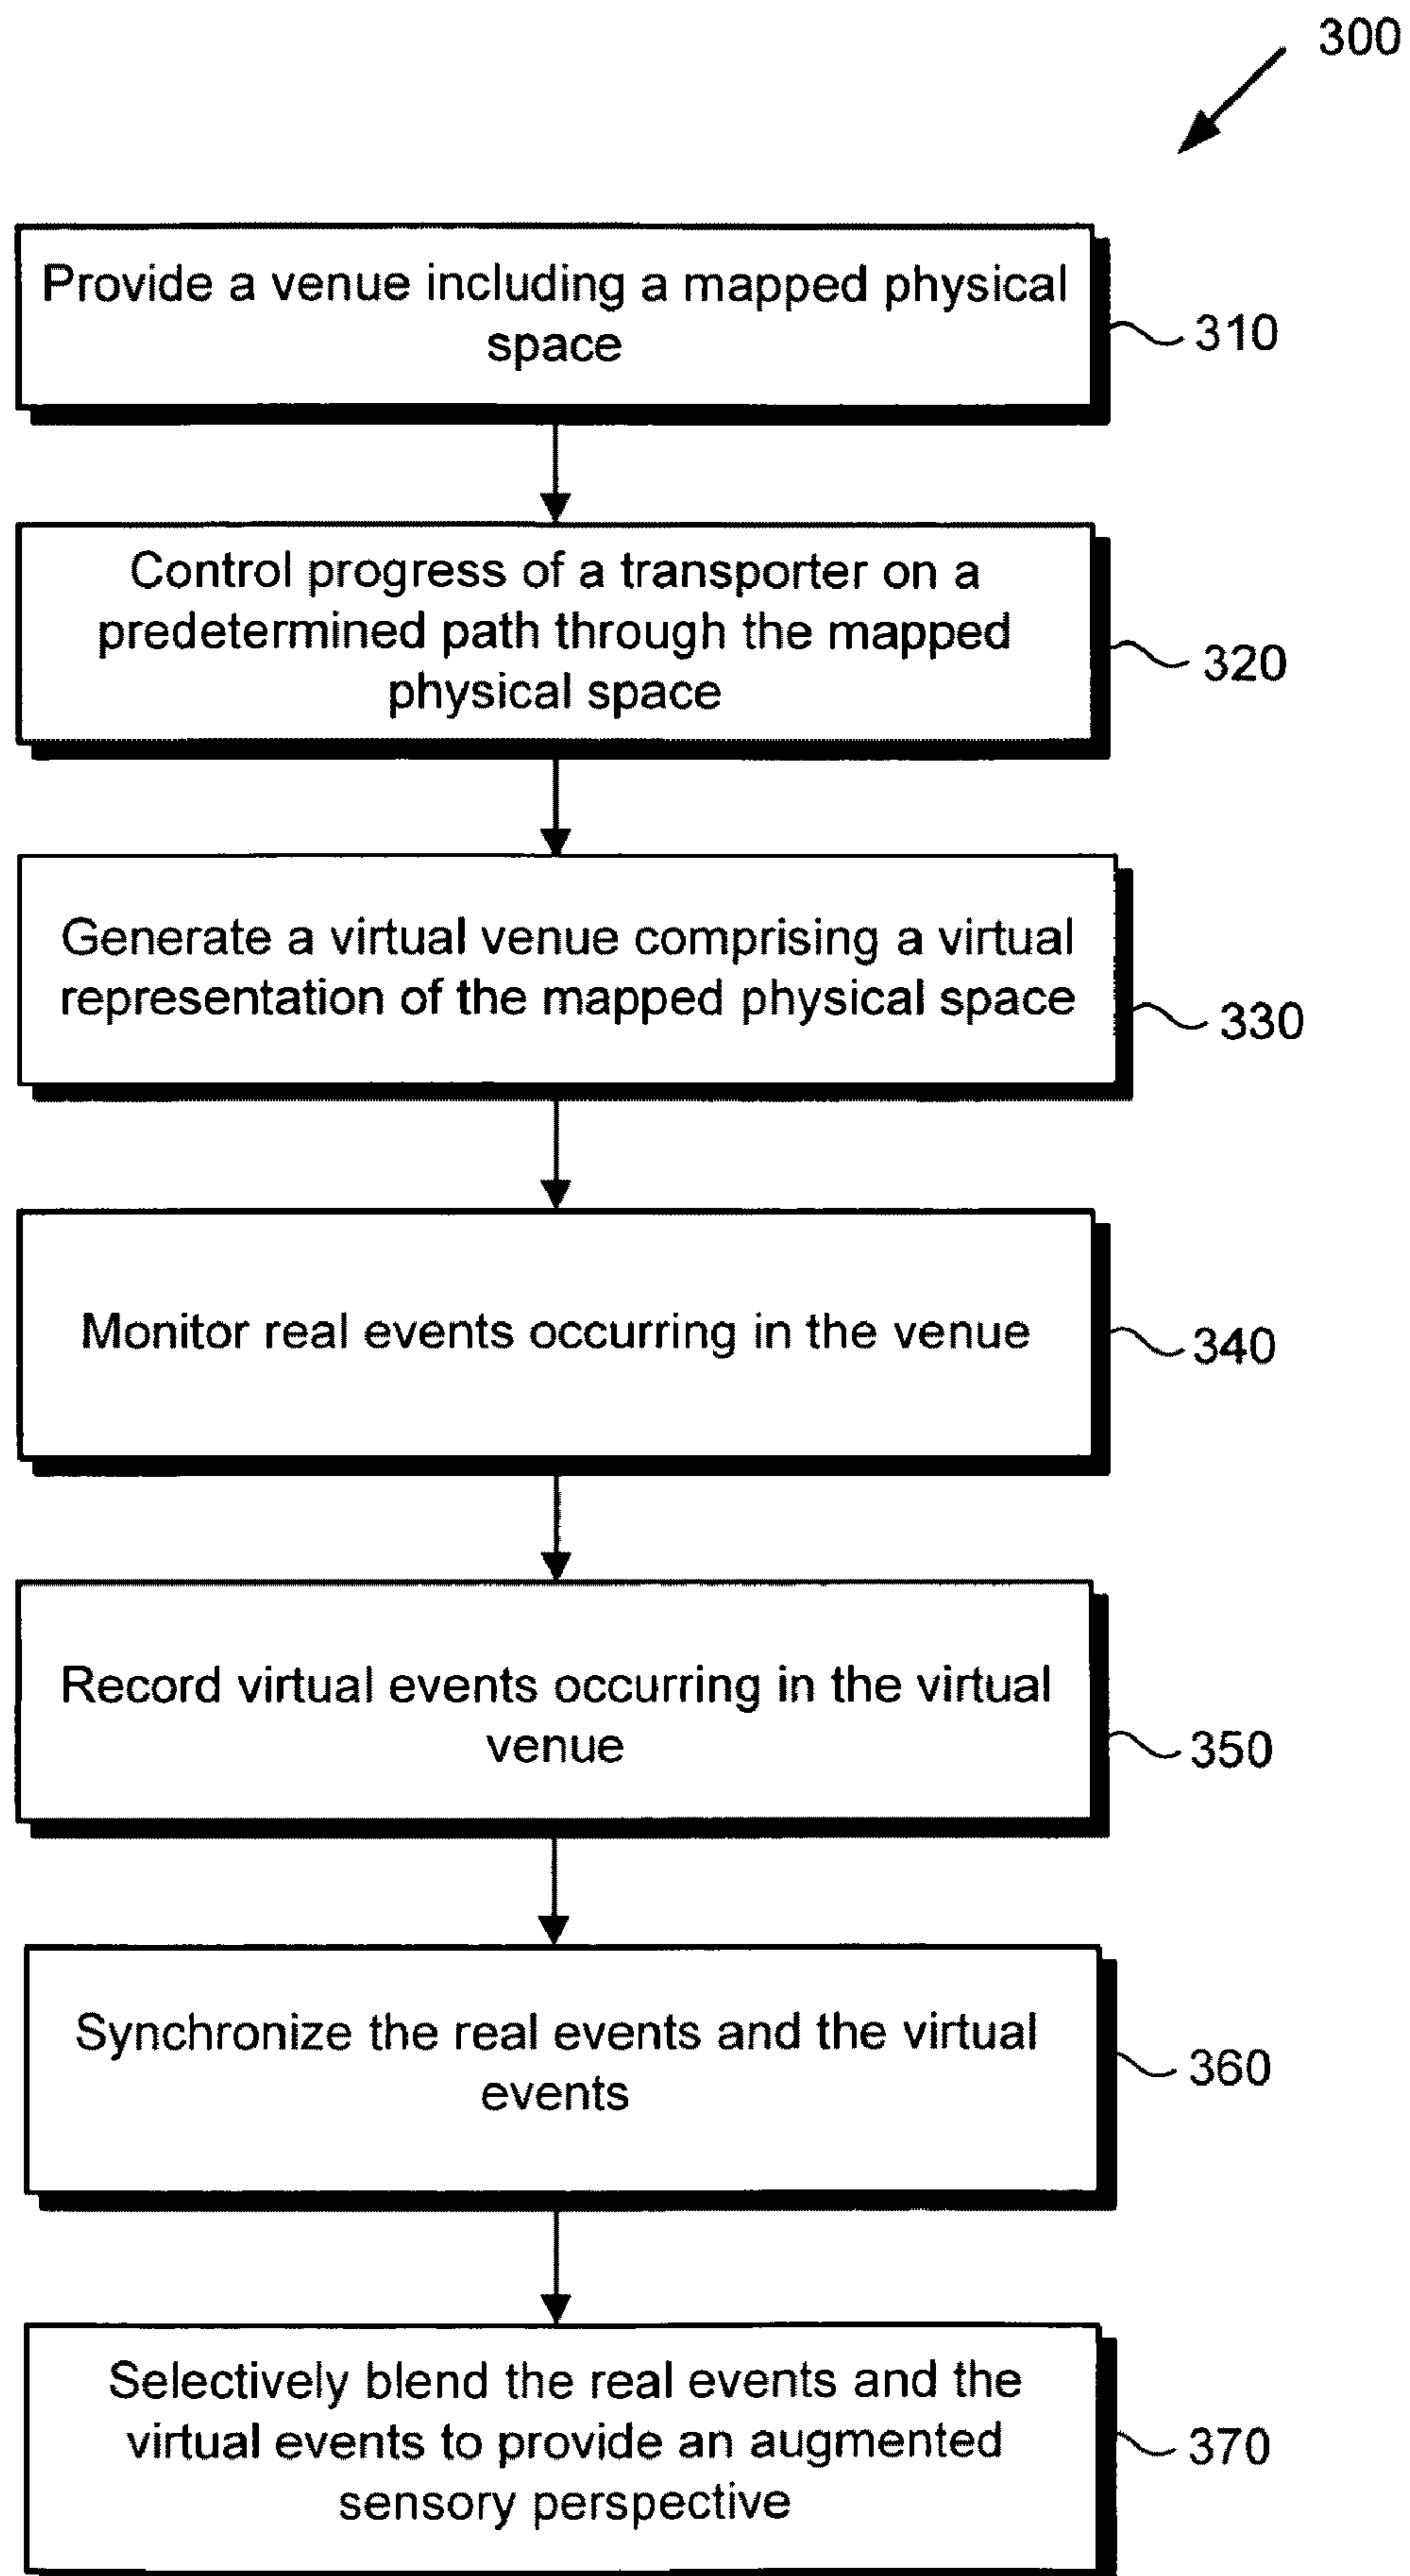 300
Provide a venue including a mapped physical
space
310
Control progress of a transporter on a
predetermined path through the mapped
physical space
320
Generate a virtual venue comprising a virtual
representation of the mapped physical space
330
Monitor real events occurring in the venue
340
Record virtual events occurring in the virtual
venue
350
Synchronize the real events and the virtual
events
360
Selectively blend the real events and the
virtual events to provide an augmented
sensory perspective
370